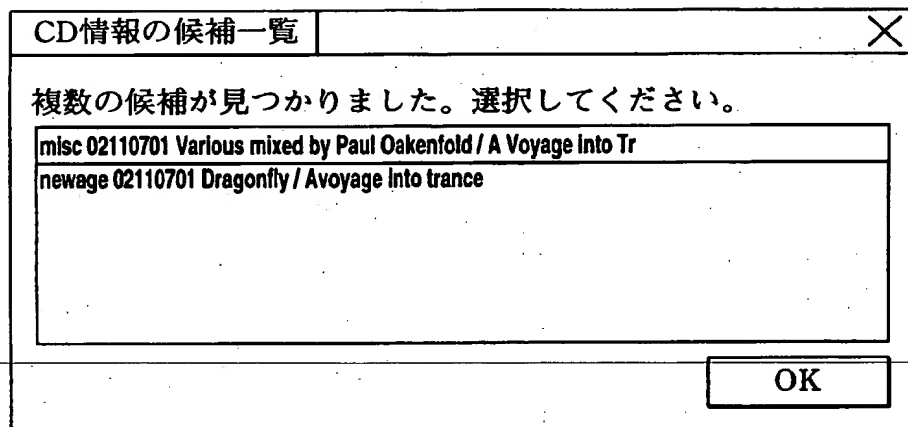 CD情報の候補一覧
複数の候補が見つかりました。選択してください。
misc 02110701 Various mixed by Paul Oakenfold / A Voyage into Tr
newage 02110701 Dragonfly / Avoyage into trance
OK